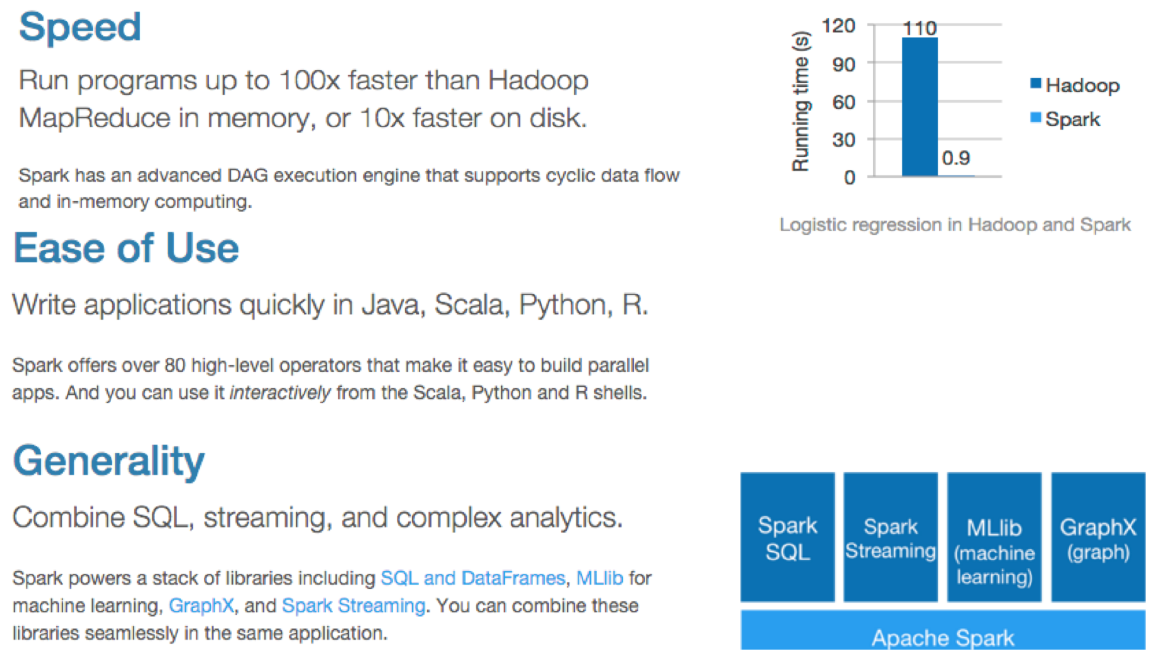 Speed
Run programs up to 100x faster than Hadoop
MapReduce in memory, or 10x faster on disk.
Spark has an advanced DAG execution engine that supports cyclic data flow
and in-memory computing.
Running time (s)
120
90
60
30
0
110
0.9
Hadoop
Spark
Logistic regression in Hadoop and Spark
Ease of Use
Write applications quickly in Java, Scala, Python, R.
Spark offers over 80 high-level operators that make it easy to build parallel
apps. And you can use it interactively from the Scala, Python and R shells.
Generality
Combine SQL, streaming, and complex analytics.
Spark powers a stack of libraries including SQL and DataFrames, MLlib for
machine learning, GraphX, and Spark Streaming. You can combine these
libraries seamlessly in the same application.
Spark
SQL
Spark
Streaming
MLlib
(machine
learning)
GraphX
(graph)
Apache Spark